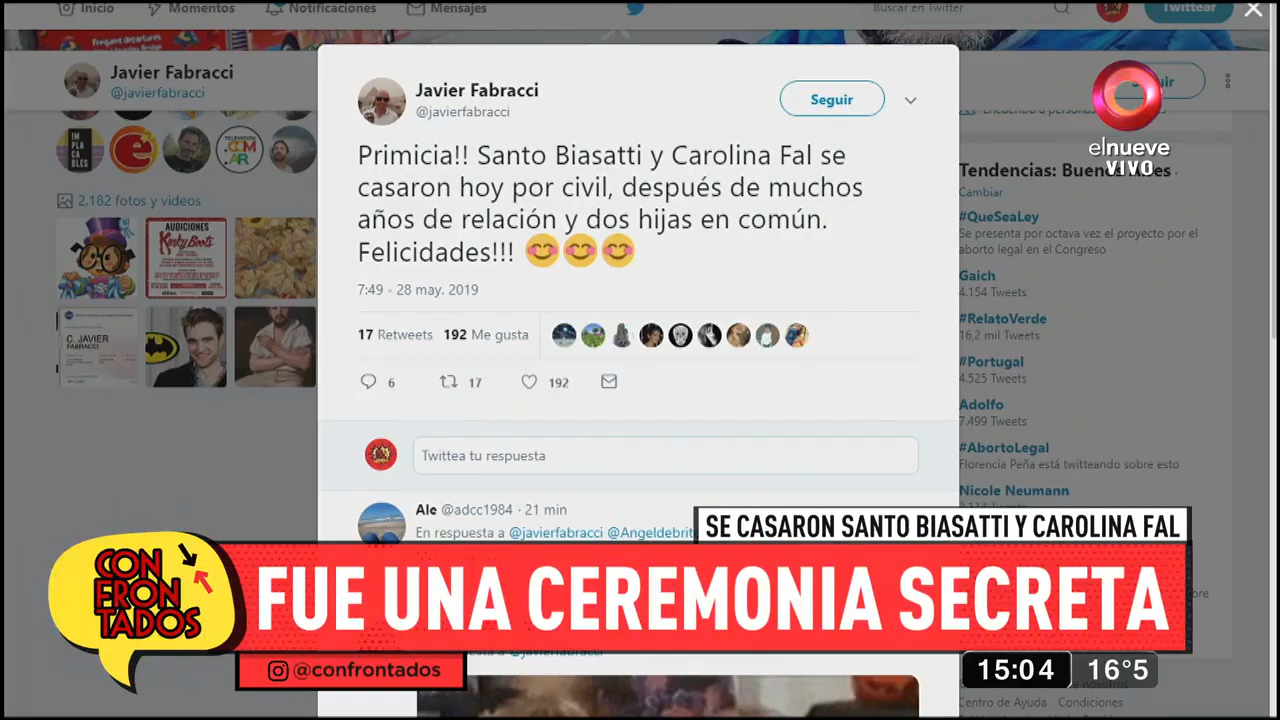 Inicio
Momentos
Notificaciones
Mensajes
Buscar en Twitter
Twittear
Frequent departures
Javier Fabracci
@javierfabracci
IMPLACABLES
TELEVISIÓN
.COM
.AR
2.182 fotos y videos
AUDICIONES
Kinky Boots
C. JAVIER
FABRACCI
Javier Fabracci
@javierfabracci
Seguir
Primicia!! Santo Biasatti y Carolina Fal se
casaron hoy por civil, después de muchos
años de relación y dos hijas en común.
Felicidades!!! 😊😊😊
7:49 - 28 may. 2019
17 Retweets 192 Me gusta
6 17 192
Twittea tu respuesta
Ale @adcc1984 · 21 min
En respuesta a @javierfabracci @Angeldebrit
@javierfabracci
elnueve
VIVO
Tendencias: Buenos Aires ·
Cambiar
#QueSeaLey
Se presenta por octava vez el proyecto por el
aborto legal en el Congreso
Gaich
4.154 Tweets
#RelatoVerde
16,2 mil Tweets
#Portugal
4.525 Tweets
Adolfo
7.499 Tweets
#AbortoLegal
Florencia Peña está twitteando sobre esto
Nicole Neumann
SE CASARON SANTO BIASATTI Y CAROLINA FAL
CON
FRON
TADOS
FUE UNA CEREMONIA SECRETA
@confrontados
15:04 16°5
Centro de Ayuda Condiciones